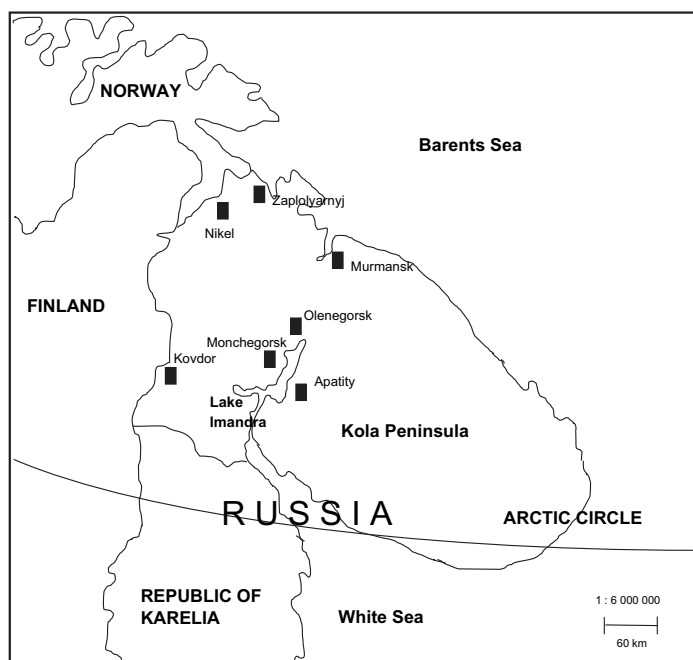 NORWAY
Barents Sea
Zaplolyarnyj
Nikel
Murmansk
FINLAND
Olenegorsk
Monchegorsk
Kovdor
Apatity
Lake
Imandra
Kola Peninsula
RUSSIA
ARCTIC CIRCLE
REPUBLIC OF
KARELIA
White Sea
1 : 6 000 000
60 km